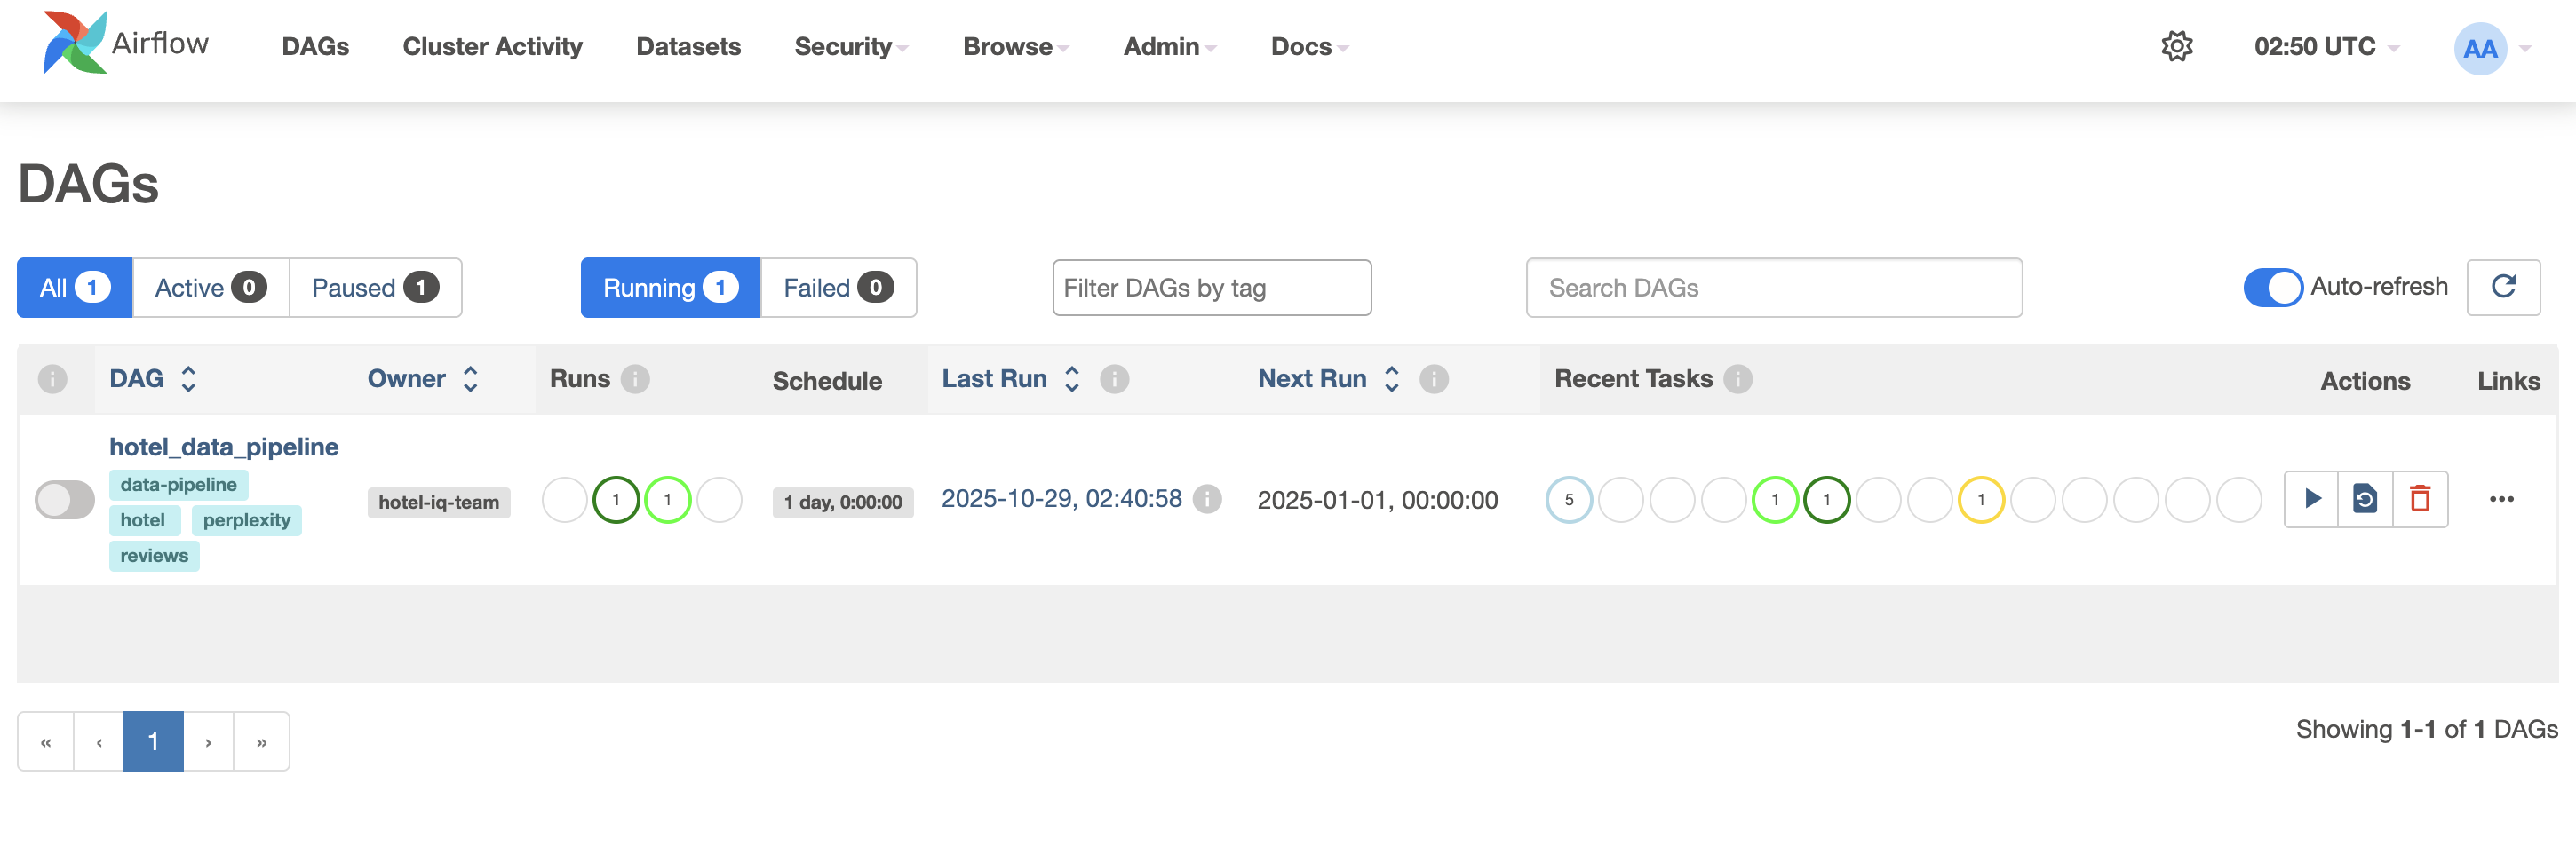 Airflow DAGs Cluster Activity Datasets Security Browse Admin Docs 02:50 UTC AA
DAGs
All 1 Active 0 Paused 1 Running 1 Failed 0 Filter DAGs by tag Search DAGs Auto-refresh
i DAG Owner Runs i Schedule Last Run i Next Run i Recent Tasks i Actions Links
hotel_data_pipeline
data-pipeline
hotel perplexity
reviews
hotel-iq-team 1 1 1 day, 0:00:00 2025-10-29, 02:40:58 i 2025-01-01, 00:00:00 5 1 1 1
« ‹ 1 › »
Showing 1-1 of 1 DAGs